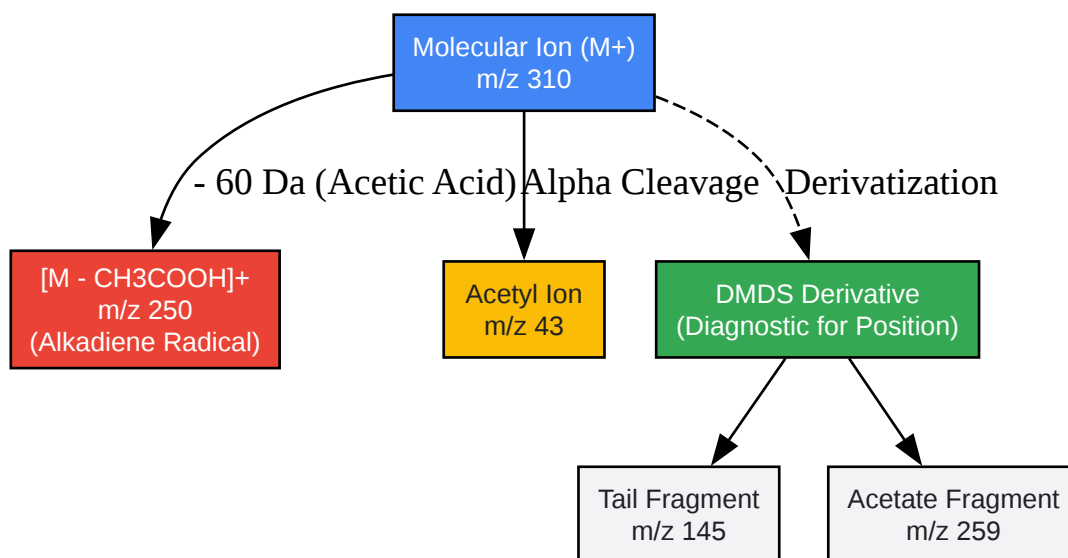 Molecular Ion (M+)
m/z 310
- 60 Da (Acetic Acid)
Alpha Cleavage
Derivatization
[M - CH3COOH]+
m/z 250
(Alkadiene Radical)
Acetyl Ion
m/z 43
DMDS Derivative
(Diagnostic for Position)
Tail Fragment
m/z 145
Acetate Fragment
m/z 259